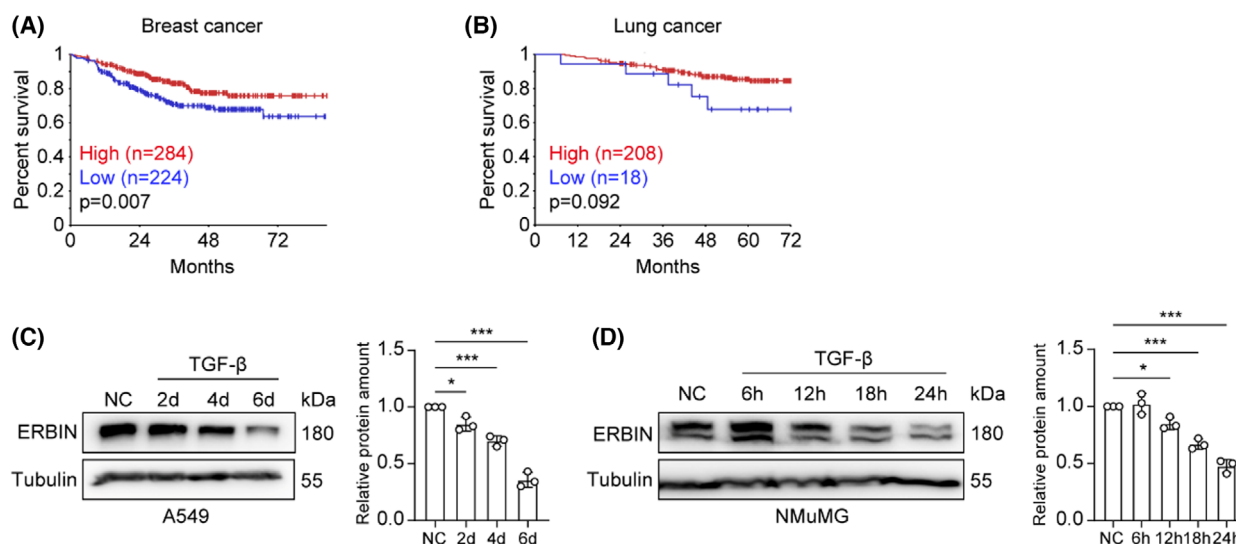 (A)
Breast cancer
Percent survival
1
0.8
0.6
0.4
0.2
0
High (n=284)
Low (n=224)
p=0.007
0 24 48 72
Months
(B)
Lung cancer
Percent survival
1
0.8
0.6
0.4
0.2
0
High (n=208)
Low (n=18)
p=0.092
0 12 24 36 48 60 72
Months
(C)
TGF-β
NC 2d 4d 6d kDa
ERBIN 180
Tubulin 55
A549
Relative protein amount
1.5
1.0
0.5
0.0
***
***
*
NC 2d 4d 6d
(D)
TGF-β
NC 6h 12h 18h 24h kDa
ERBIN 180
Tubulin 55
NMuMG
Relative protein amount
1.5
1.0
0.5
0.0
***
***
*
NC 6h 12h 18h 24h